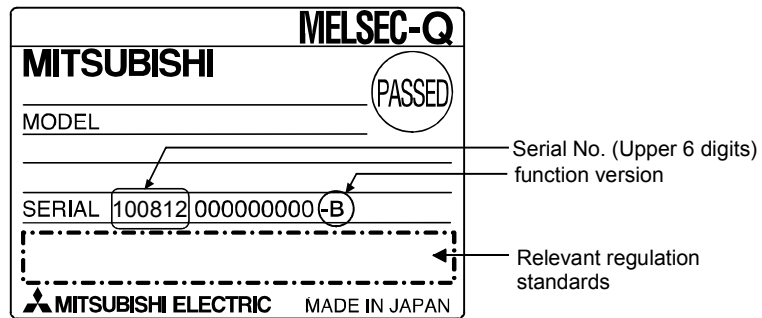 MELSEC-Q
MITSUBISHI
PASSED
MODEL
Serial No. (Upper 6 digits)
function version
SERIAL 100812 000000000 -B
Relevant regulation
standards
MITSUBISHI ELECTRIC MADE IN JAPAN